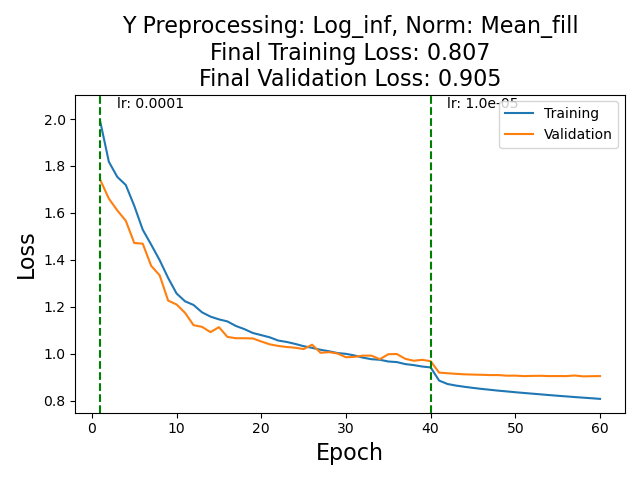 Y Preprocessing: Log_inf, Norm: Mean_fill
Final Training Loss: 0.807
Final Validation Loss: 0.905
lr: 0.0001
lr: 1.0e-05
Training
Validation
2.0
1.8
1.6
1.4
1.2
1.0
0.8
Loss
0
10
20
30
40
50
60
Epoch